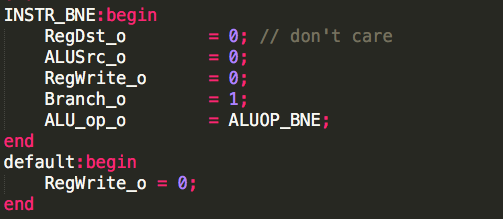 INSTR_BNE:begin
    RegDst_o        = 0; // don't care
    ALUSrc_o        = 0;
    RegWrite_o      = 0;
    Branch_o        = 1;
    ALU_op_o        = ALUOP_BNE;
end
default:begin
    RegWrite_o = 0;
end